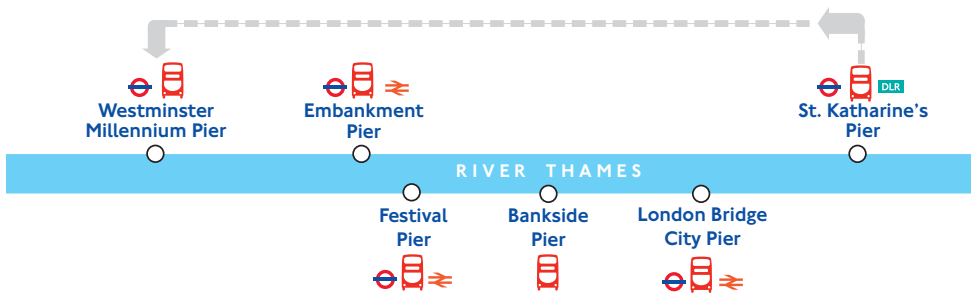 Westminster
Millennium Pier
Embankment
Pier
DLR
St. Katharine's
Pier
RIVER THAMES
Festival
Pier
Bankside
Pier
London Bridge
City Pier